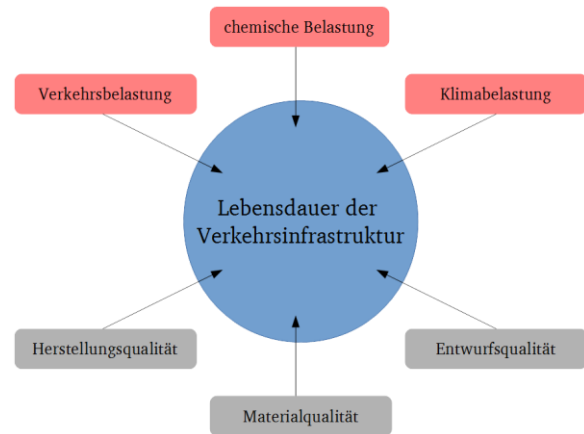 chemische Belastung
Verkehrsbelastung
Klimabelastung
Lebensdauer der
Verkehrsinfrastruktur
Herstellungsqualität
Entwurfsqualität
Materialqualität